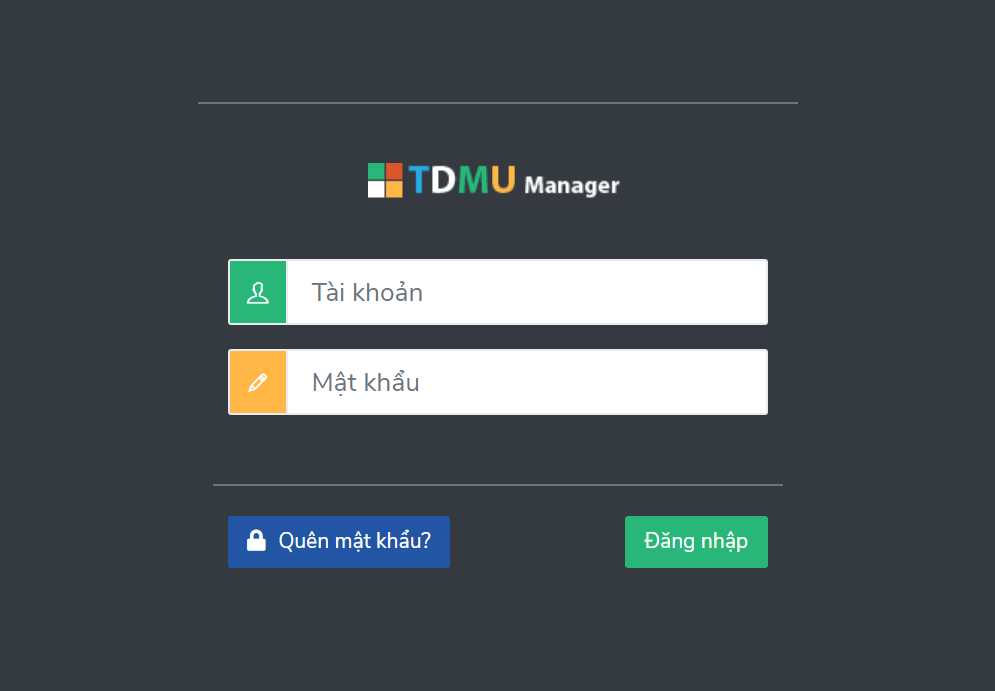 TDMU Manager
Tài khoản
Mật khẩu
Quên mật khẩu?
Đăng nhập